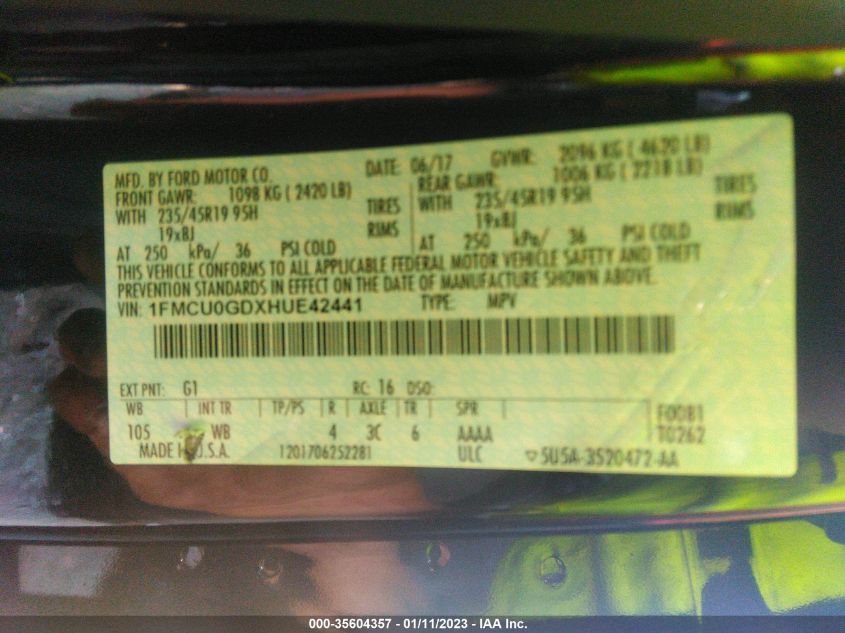 MFD. BY FORD MOTOR CO. DATE: 06/17 GVWR: 2096 KG ( 4620 LB)
FRONT GAWR: 1098 KG ( 2420 LB) REAR GAWR: 1006 KG ( 2218 LB)
WITH 235/45R19 95H TIRES WITH 235/45R19 95H TIRES
19x8J RIMS 19x8J RIMS
AT 250 kPa/ 36 PSI COLD AT 250 kPa/ 36 PSI COLD
THIS VEHICLE CONFORMS TO ALL APPLICABLE FEDERAL MOTOR VEHICLE SAFETY AND THEFT
PREVENTION STANDARDS IN EFFECT ON THE DATE OF MANUFACTURE SHOWN ABOVE.
VIN: 1FMCU0GDXHUE42441 TYPE: MPV
EXT PNT: G1 RC: 16 DSO:
WB INT TR TP/PS R AXLE TR SPR F0081
105 WB 4 3C 6 AAAA T0262
MADE U.S.A. 1201706252281 ULC 5U5A-3520472-AA
000-35604357 - 01/11/2023 - IAA Inc.